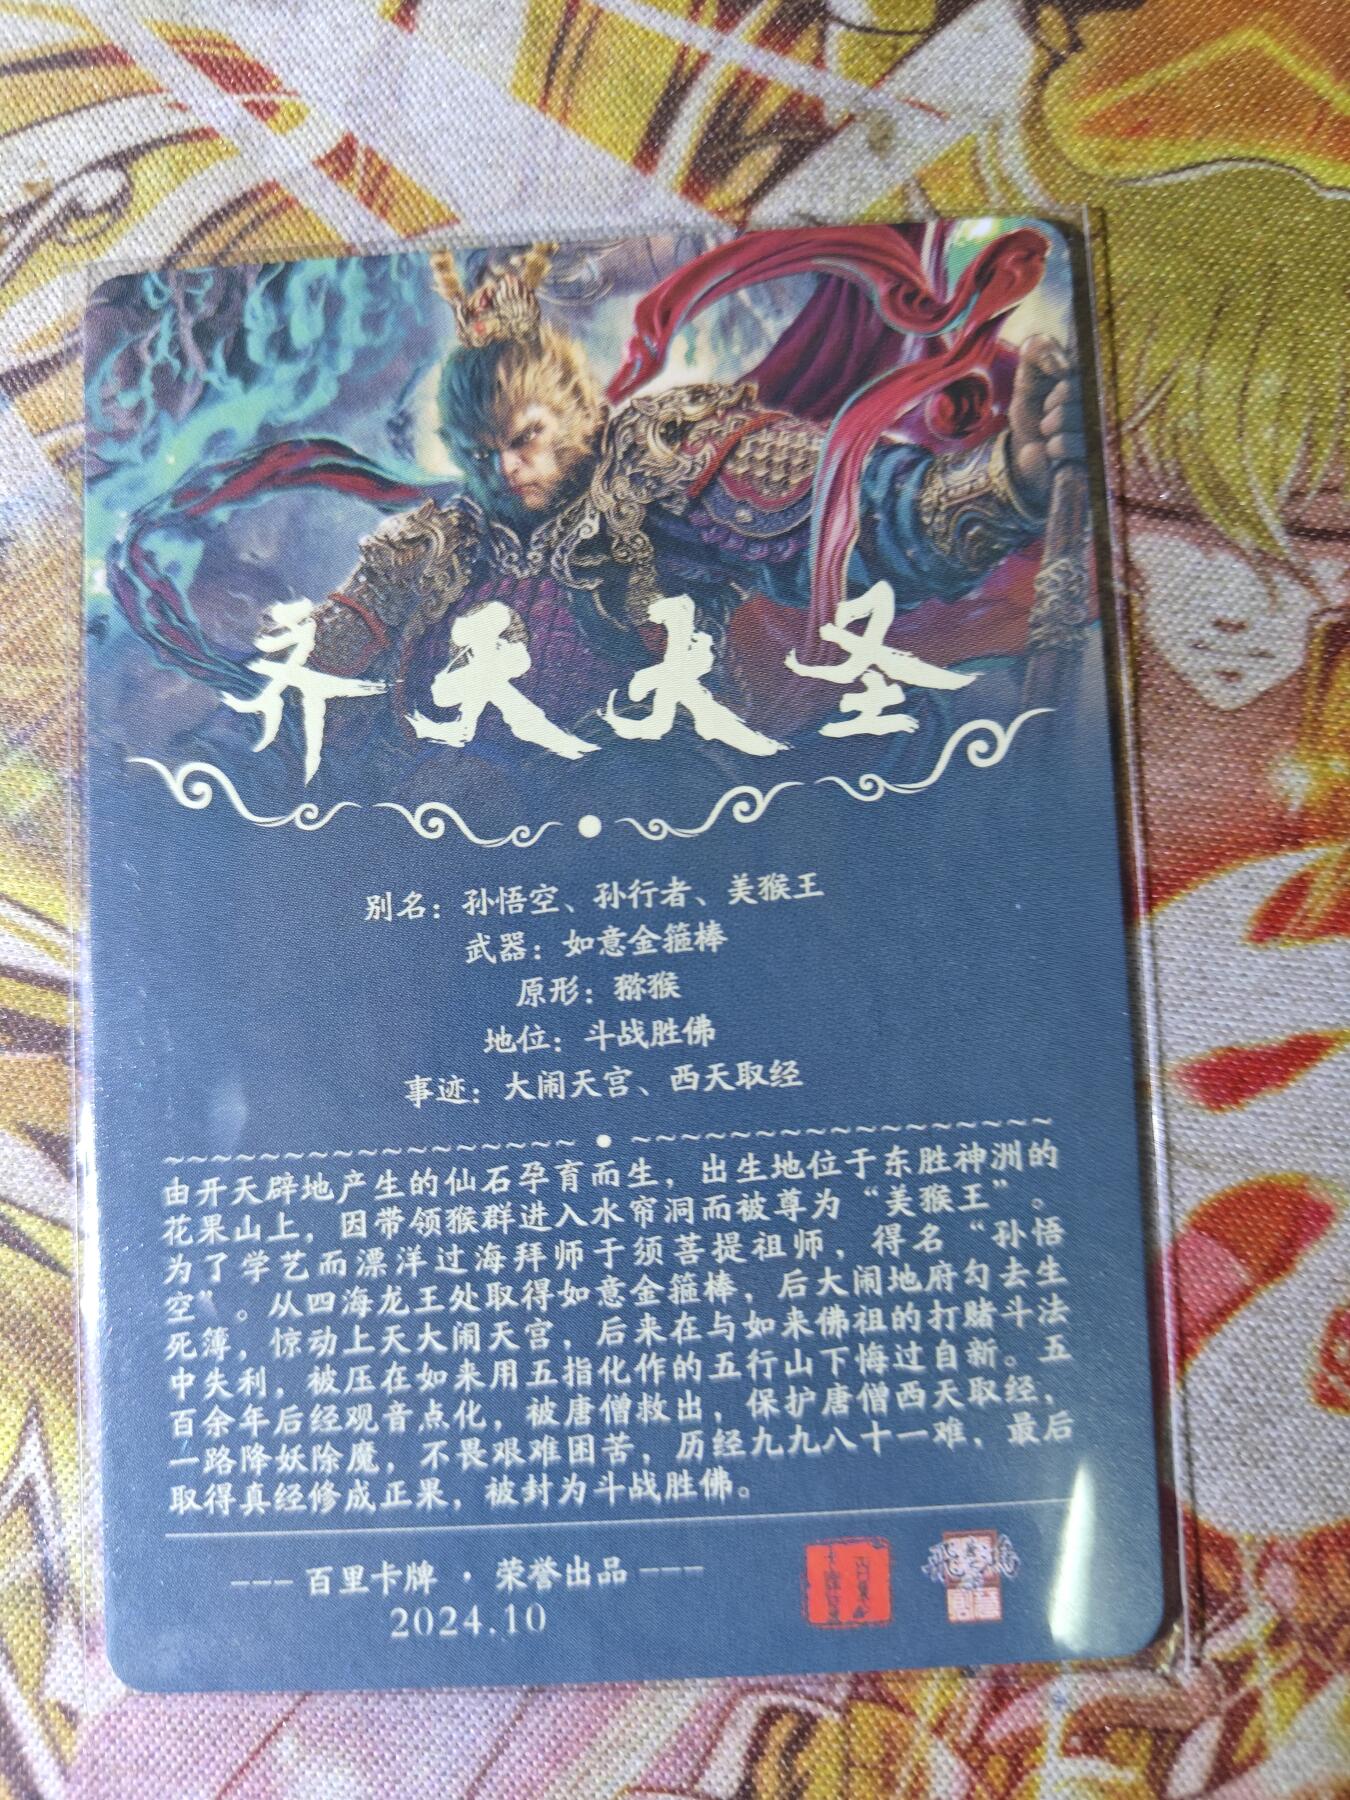 齐天大圣
别名：孙悟空、孙行者、美猴王
武器：如意金箍棒
原形：猕猴
地位：斗战胜佛
事迹：大闹天宫、西天取经
由开天辟地产生的仙石孕育而生，出生地位于东胜神洲的
花果山上，因带领猴群进入水帘洞而被尊为“美猴王”。
为了学艺而漂洋过海拜师于须菩提祖师，得名“孙悟
空”。从四海龙王处取得如意金箍棒，后大闹地府勾去生
死簿，惊动上天大闹天宫，后来在与如来佛祖的打赌斗法
中失利，被压在如来用五指化作的五行山下悔过自新。五
百余年后经观音点化，被唐僧救出，保护唐僧西天取经，
一路降妖除魔，不畏艰难困苦，历经九九八十一难，最后
取得真经修成正果，被封为斗战胜佛。
---百里卡牌 · 荣誉出品---
2024.10